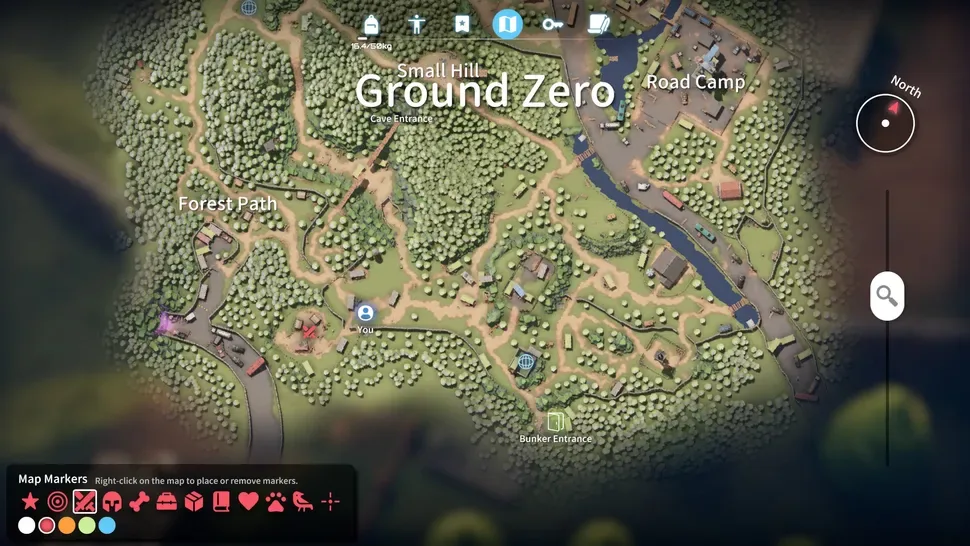 16.4/50kg
Small Hill
Ground Zero
Road Camp
North
Cave Entrance
Forest Path
You
Bunker Entrance
Map Markers Right-click on the map to place or remove markers.